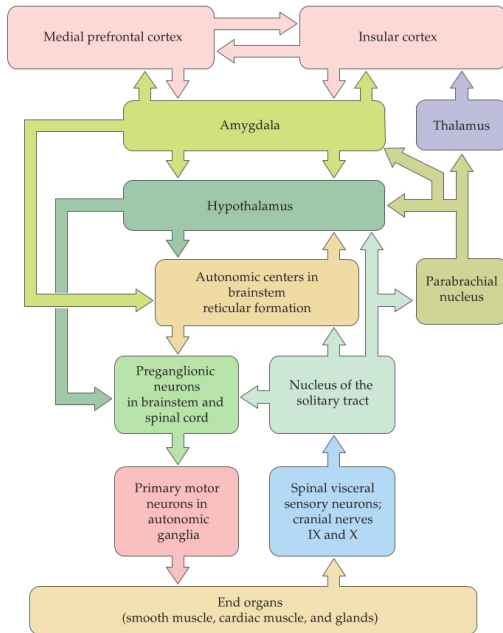 Medial prefrontal cortex
Insular cortex
Amygdala
Thalamus
Hypothalamus
Autonomic centers in
brainstem
reticular formation
Parabrachial
nucleus
Preganglionic
neurons
in brainstem and
spinal cord
Nucleus of the
solitary tract
Primary motor
neurons in
autonomic
ganglia
Spinal visceral
sensory neurons;
cranial nerves
IX and X
End organs
(smooth muscle, cardiac muscle, and glands)